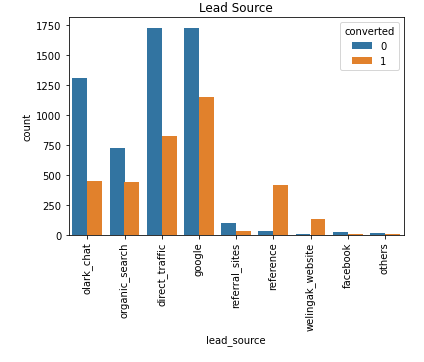 Lead Source
converted
0
1
count
1750
1500
1250
1000
750
500
250
0
olark_chat
organic_search
direct_traffic
google
referral_sites
reference
welingak_website
facebook
others
lead_source